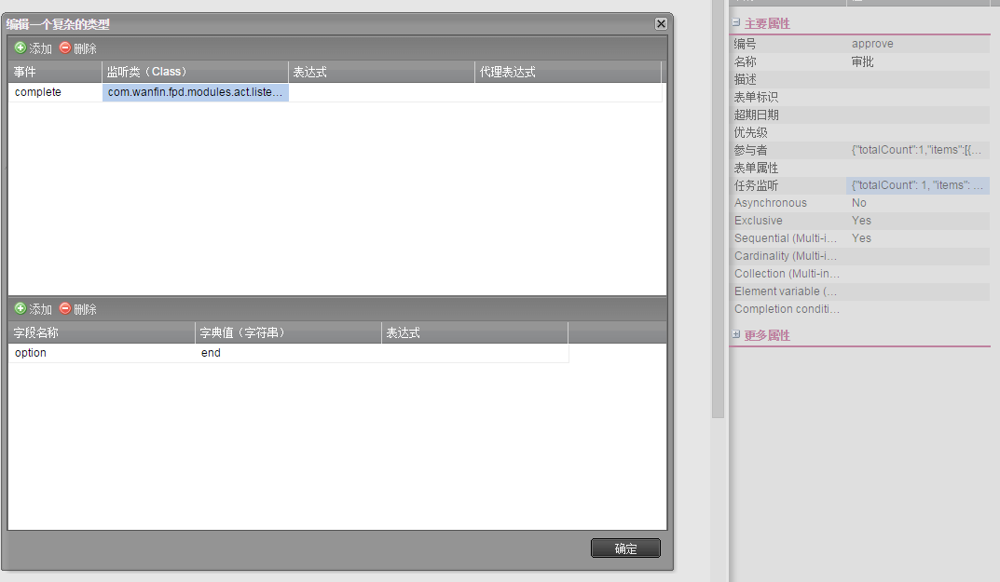 编辑一个复杂的类型
添加 删除
事件 监听类（Class） 表达式 代理表达式
complete com.wanfin.fpd.modules.act.liste...
添加 删除
字段名称 字典值（字符串） 表达式
option end
确定
主要属性
编号 approve
名称 审批
描述
表单标识
超期日期
优先级
参与者 {"totalCount":1,"items":[{...
表单属性
任务监听 {"totalCount": 1, "items": ...
Asynchronous No
Exclusive Yes
Sequential (Multi-i... Yes
Cardinality (Multi-i...
Collection (Multi-in...
Element variable (...
Completion conditi...
更多属性